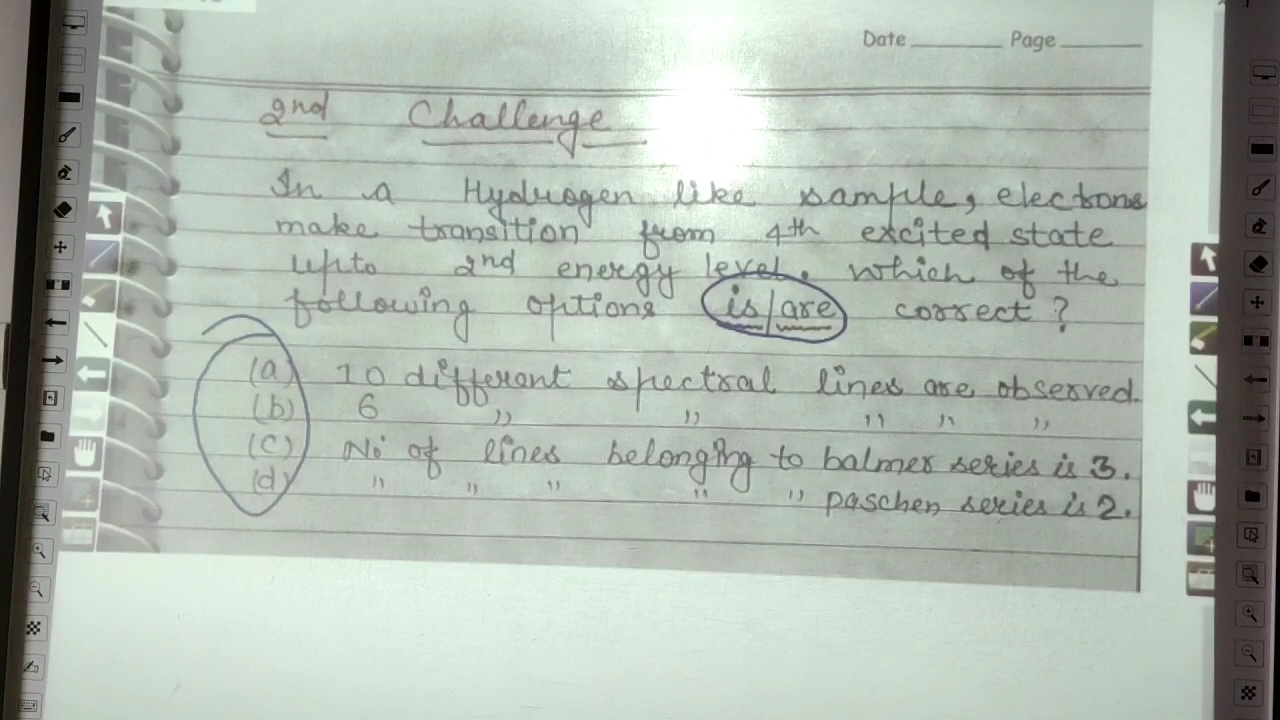 Date Page
2nd Challenge
In a Hydrogen like sample, electrons
make transition from 4th excited state
upto 2nd energy level. which of the
following options is/are correct?
(a) 10 different spectral lines are observed.
(b) 6 " " " " "
(c) No of lines belonging to balmer series is 3.
(d) " " " " " paschen series is 2.